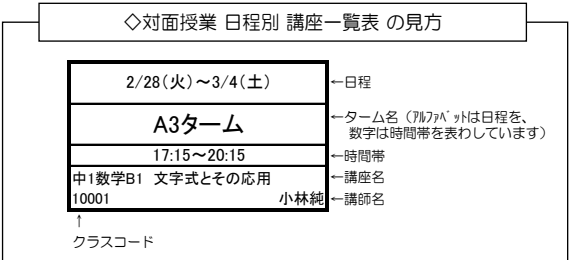 ◇対面授業 日程別 講座一覧表 の見方
2/28(火)～3/4(土)
←日程
A3ターム
←ターム名（ｱﾙﾌｧﾍﾞｯﾄは日程を、
数字は時間帯を表わしています）
17:15～20:15
←時間帯
中1数学B1 文字式とその応用
←講座名
10001 小林純
←講師名
↑
クラスコード